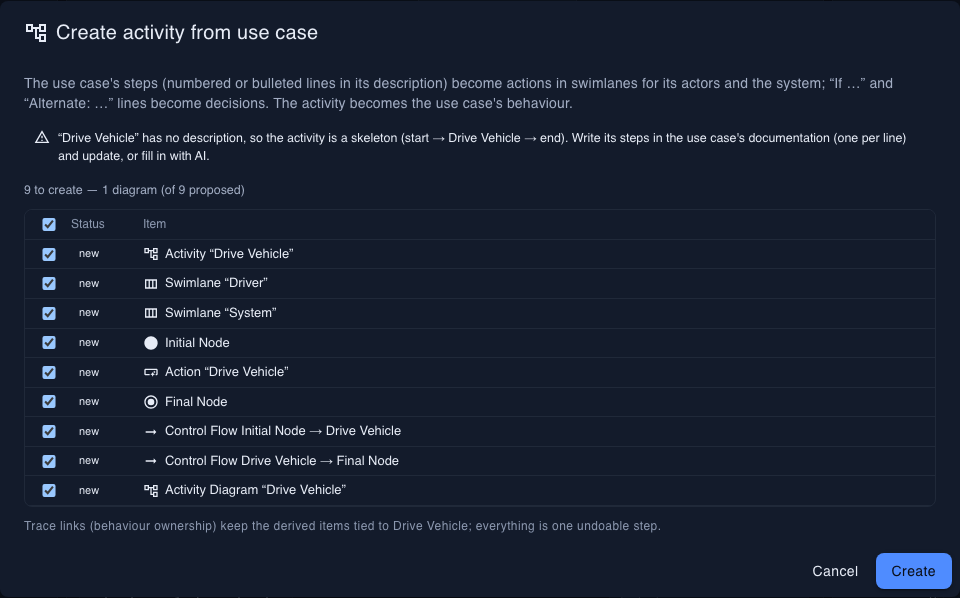 Create activity from use case
The use case's steps (numbered or bulleted lines in its description) become actions in swimlanes for its actors and the system; “If …” and
“Alternate: …” lines become decisions. The activity becomes the use case's behaviour.
“Drive Vehicle” has no description, so the activity is a skeleton (start → Drive Vehicle → end). Write its steps in the use case's documentation (one per line)
and update, or fill in with AI.
9 to create — 1 diagram (of 9 proposed)
Status Item
new Activity “Drive Vehicle”
new Swimlane “Driver”
new Swimlane “System”
new Initial Node
new Action “Drive Vehicle”
new Final Node
new Control Flow Initial Node → Drive Vehicle
new Control Flow Drive Vehicle → Final Node
new Activity Diagram “Drive Vehicle”
Trace links (behaviour ownership) keep the derived items tied to Drive Vehicle; everything is one undoable step.
Cancel Create